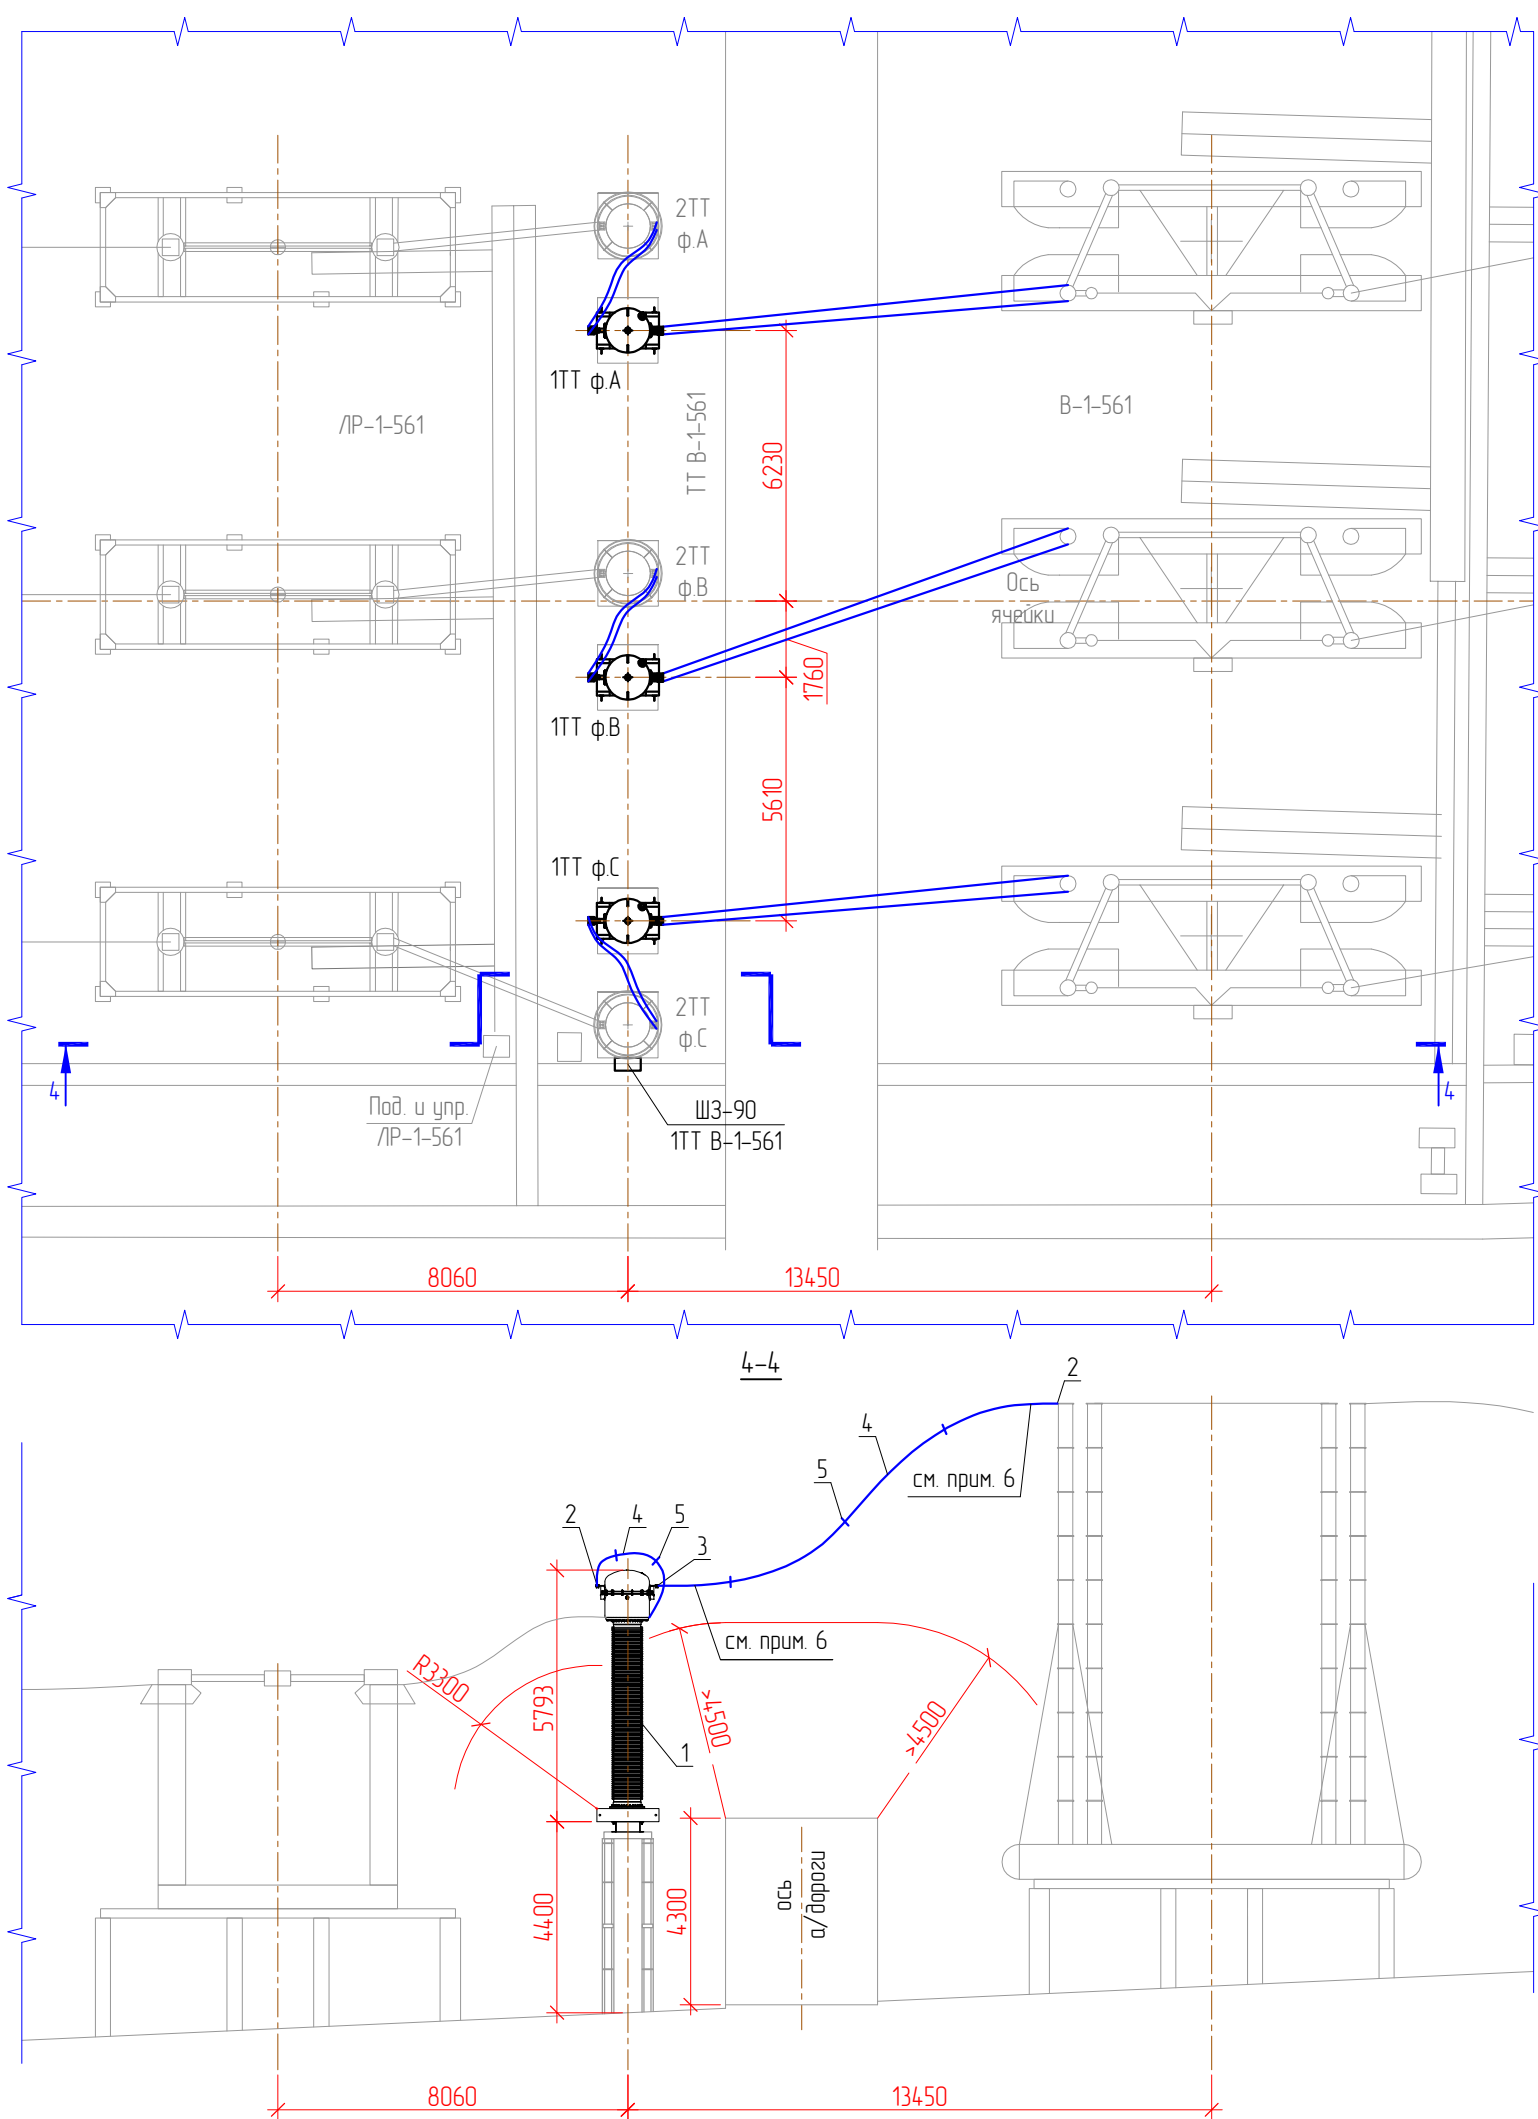 2ТТ
ф.А
1ТТ ф.А
ЛР-1-561
ТТ В-1-561
6230
В-1-561
2ТТ
ф.В
Ось
ячейки
1760
1ТТ ф.В
5610
1ТТ ф.С
2ТТ
ф.С
4
4
Под. и упр.
ЛР-1-561
ШЗ-90
1ТТ В-1-561
8060
13450
4-4
2
4
5
см. прим. 6
2
4
5
3
см. прим. 6
R3300
5793
>4500
>4500
1
4400
4300
ось
а/дороги
8060
13450